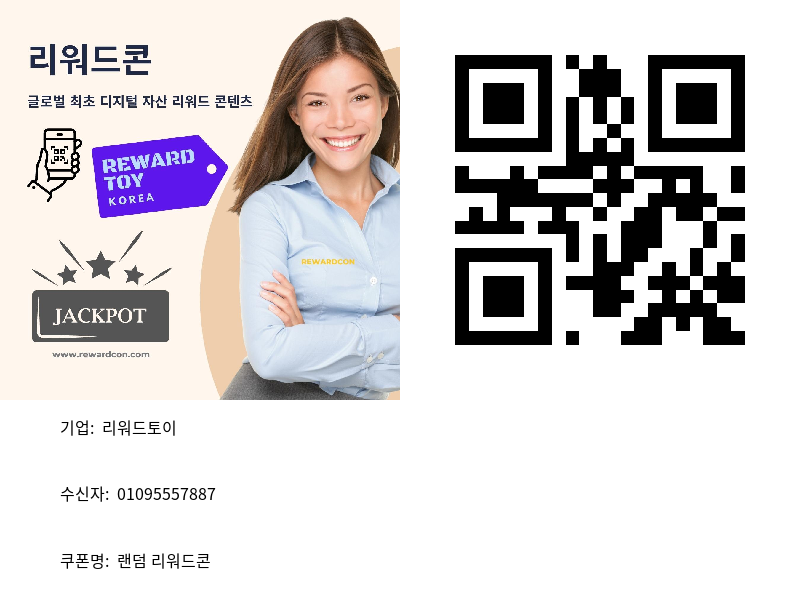 리워드콘
글로벌 최초 디지털 자산 리워드 콘텐츠
REWARD
TOY
KOREA
REWARDCON
JACKPOT
www.rewardcon.com
기업: 리워드토이
수신자: 01095557887
쿠폰명: 랜덤 리워드콘